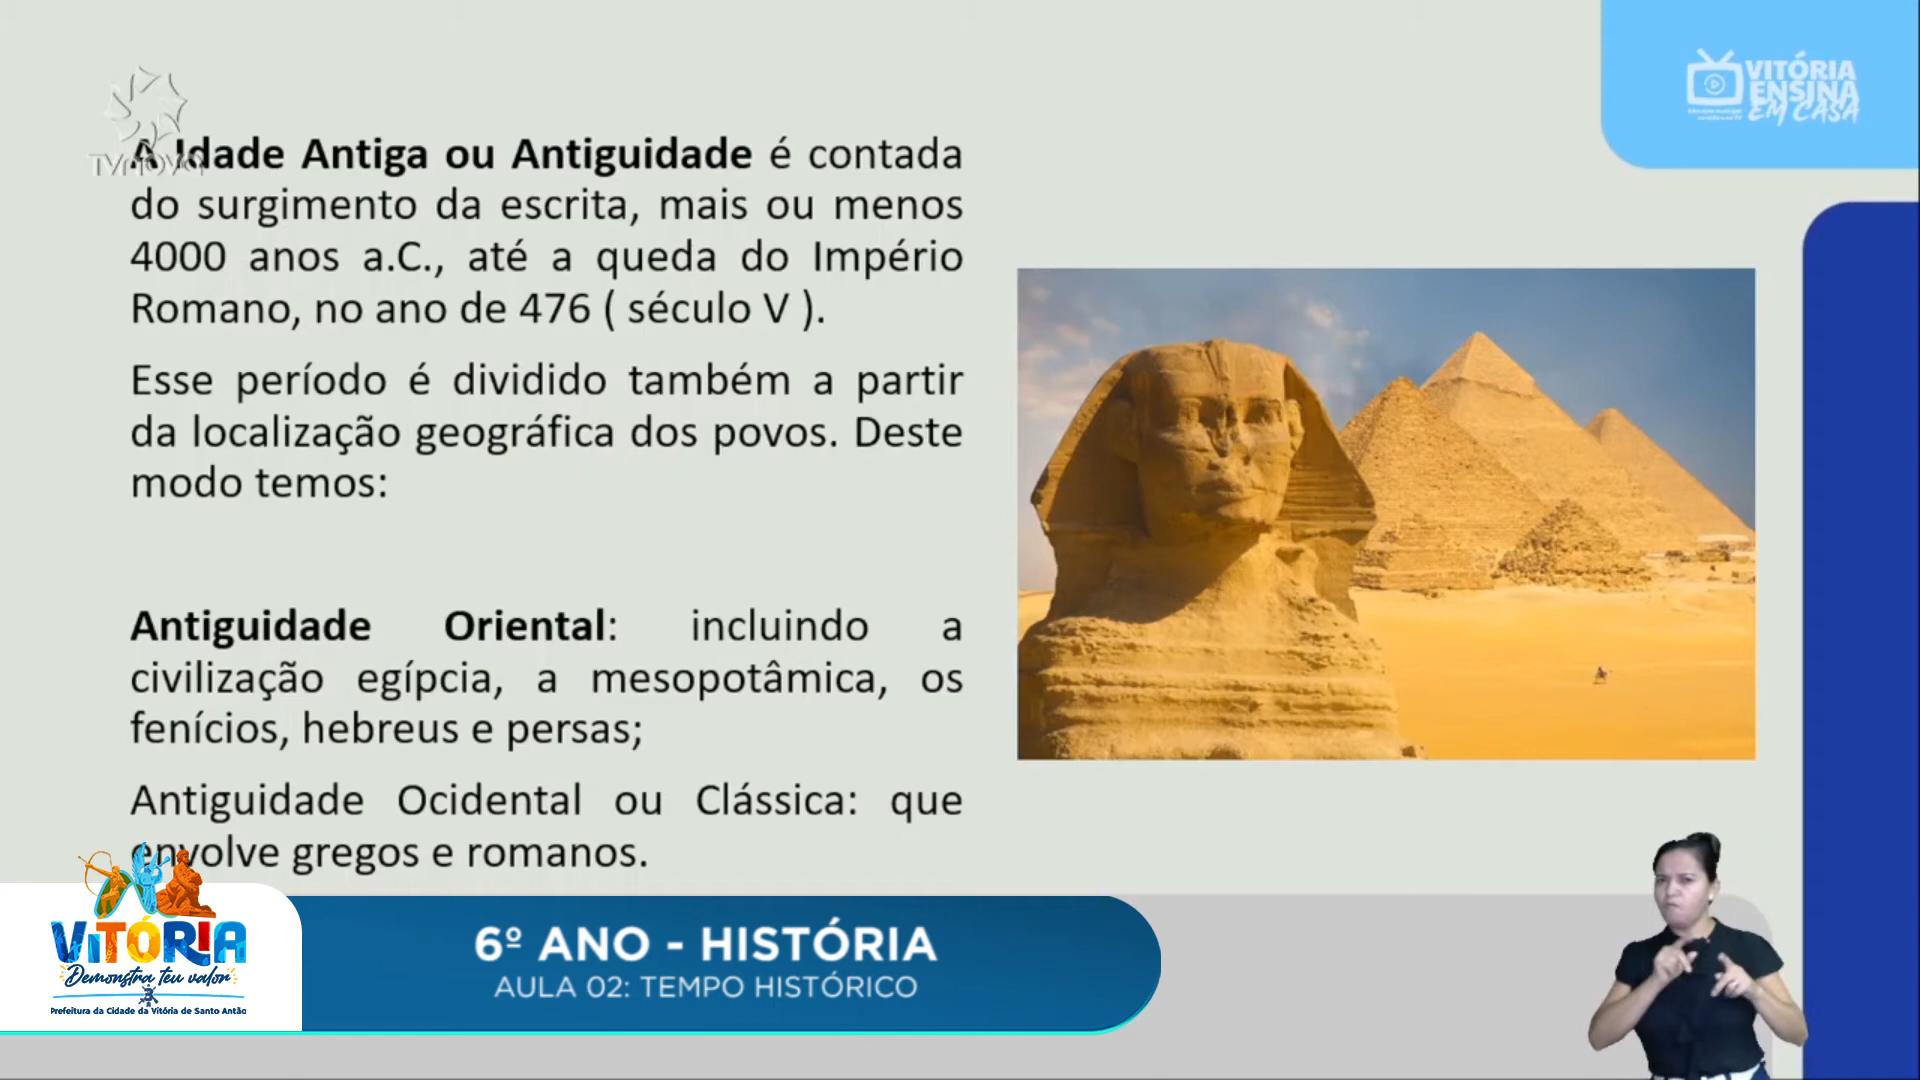 TVnova
VITÓRIA
ENSINA
EM CASA
A Idade Antiga ou Antiguidade é contada
do surgimento da escrita, mais ou menos
4000 anos a.C., até a queda do Império
Romano, no ano de 476 ( século V ).
Esse período é dividido também a partir
da localização geográfica dos povos. Deste
modo temos:
Antiguidade Oriental: incluindo a
civilização egípcia, a mesopotâmica, os
fenícios, hebreus e persas;
Antiguidade Ocidental ou Clássica: que
envolve gregos e romanos.
VITÓRIA
Demonstra teu valor
Prefeitura da Cidade da Vitória de Santo Antão
6º ANO - HISTÓRIA
AULA 02: TEMPO HISTÓRICO